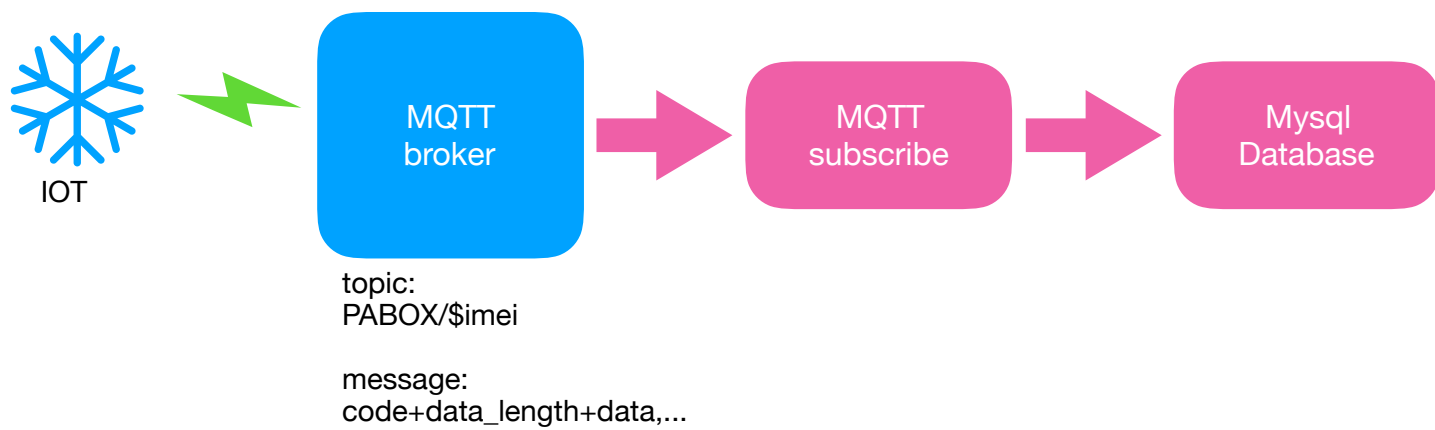 IOT
MQTT
broker
MQTT
subscribe
Mysql
Database
topic:
PABOX/$imei
message:
code+data_length+data,...